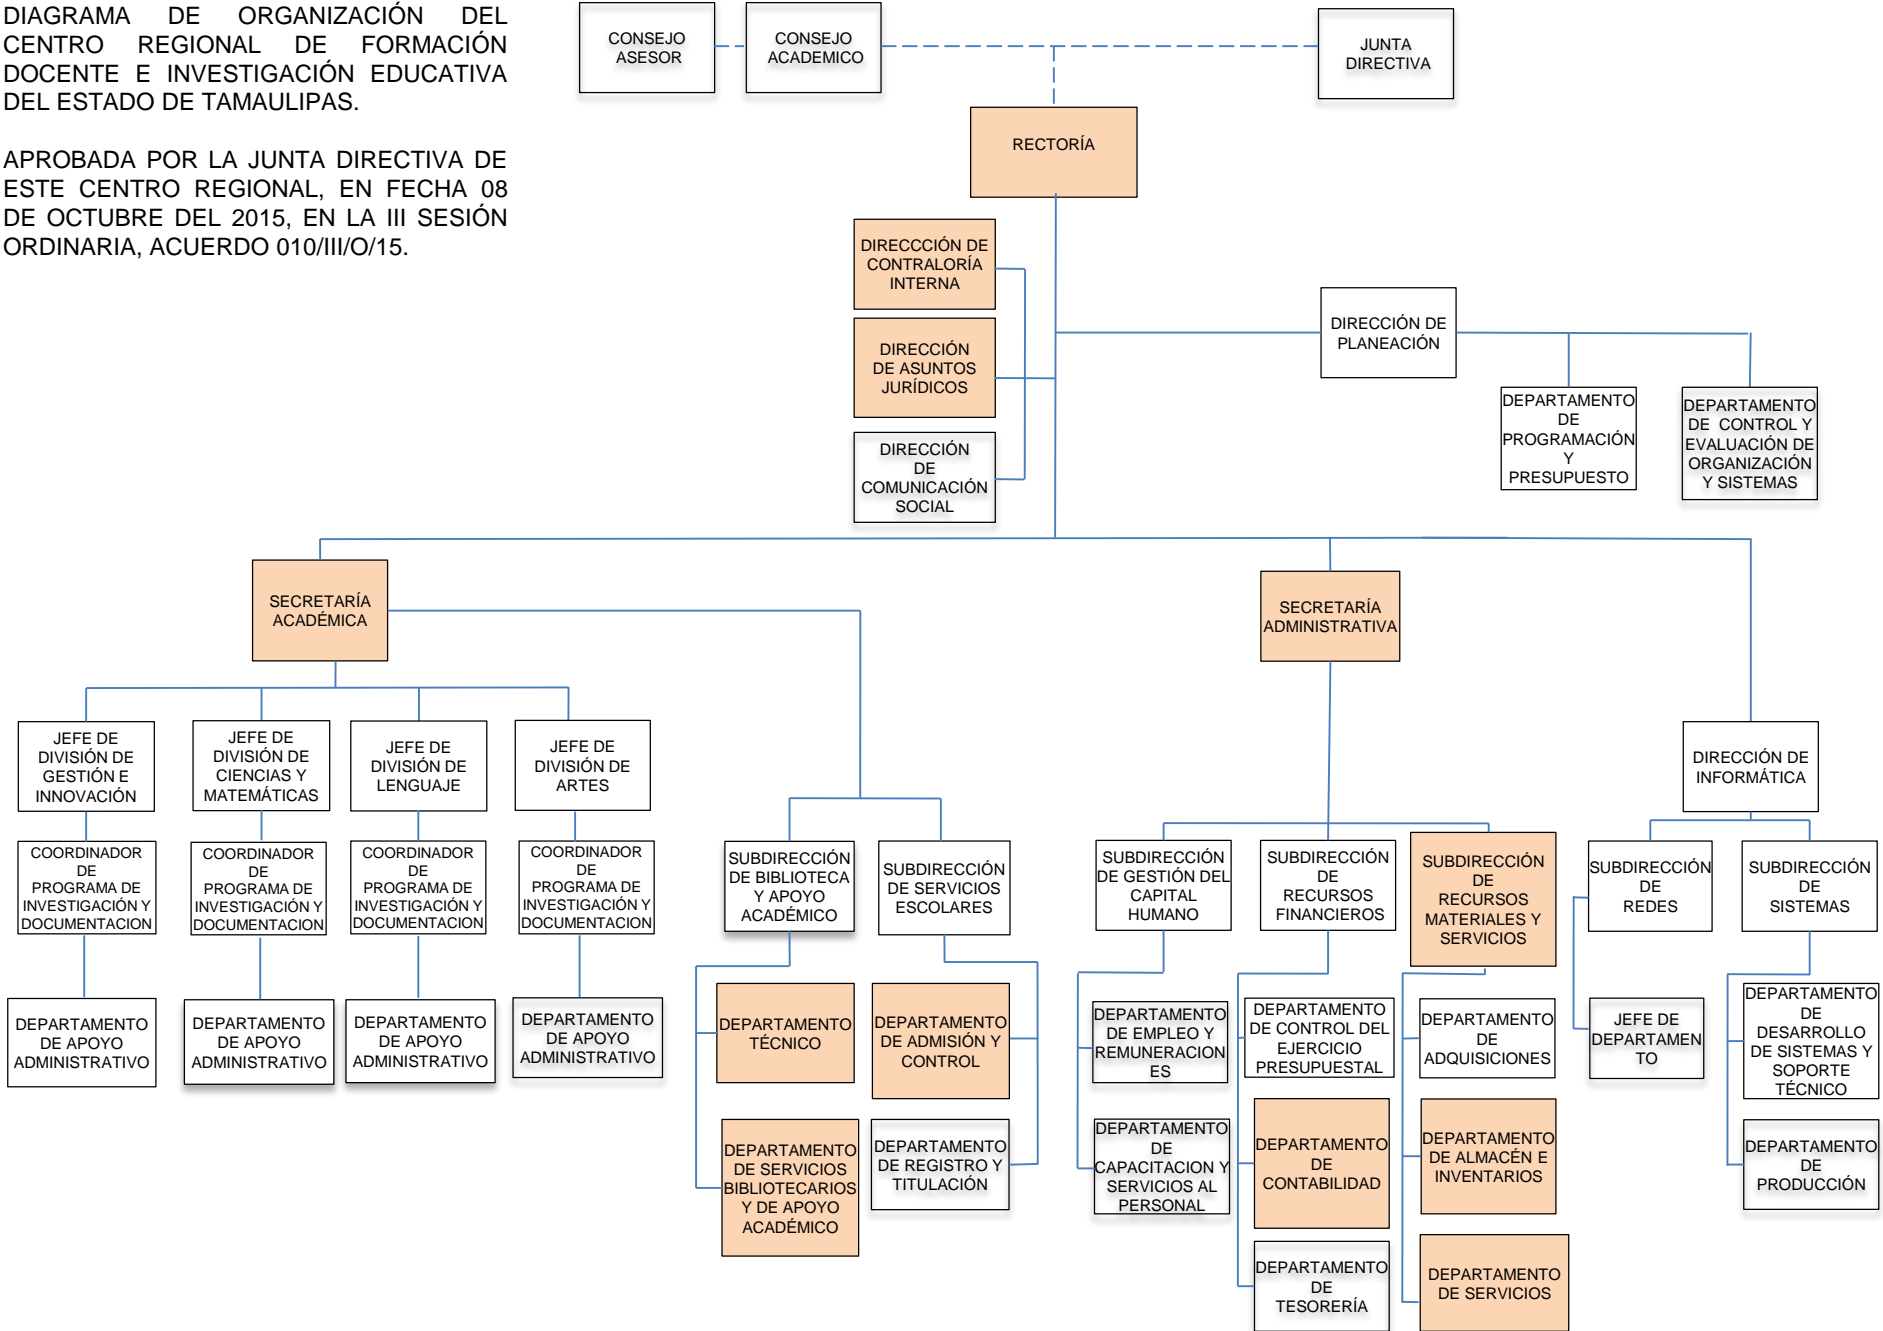 DIAGRAMA DE ORGANIZACIÓN DEL
CENTRO REGIONAL DE FORMACIÓN
DOCENTE E INVESTIGACIÓN EDUCATIVA
DEL ESTADO DE TAMAULIPAS.
APROBADA POR LA JUNTA DIRECTIVA DE
ESTE CENTRO REGIONAL, EN FECHA 08
DE OCTUBRE DEL 2015, EN LA III SESIÓN
ORDINARIA, ACUERDO 010/III/O/15.
CONSEJO
ASESOR
CONSEJO
ACADEMICO
JUNTA
DIRECTIVA
RECTORÍA
DIRECCCIÓN DE
CONTRALORÍA
INTERNA
DIRECCIÓN
DE ASUNTOS
JURÍDICOS
DIRECCIÓN
DE
COMUNICACIÓN
SOCIAL
DIRECCIÓN DE
PLANEACIÓN
DEPARTAMENTO
DE
PROGRAMACIÓN
Y
PRESUPUESTO
DEPARTAMENTO
DE CONTROL Y
EVALUACIÓN DE
ORGANIZACIÓN
Y SISTEMAS
SECRETARÍA
ACADÉMICA
SECRETARÍA
ADMINISTRATIVA
JEFE DE
DIVISIÓN DE
GESTIÓN E
INNOVACIÓN
JEFE DE
DIVISIÓN DE
CIENCIAS Y
MATEMÁTICAS
JEFE DE
DIVISIÓN DE
LENGUAJE
JEFE DE
DIVISIÓN DE
ARTES
DIRECCIÓN DE
INFORMÁTICA
COORDINADOR
DE
PROGRAMA DE
INVESTIGACIÓN Y
DOCUMENTACION
COORDINADOR
DE
PROGRAMA DE
INVESTIGACIÓN Y
DOCUMENTACION
COORDINADOR
DE
PROGRAMA DE
INVESTIGACIÓN Y
DOCUMENTACION
COORDINADOR
DE
PROGRAMA DE
INVESTIGACIÓN Y
DOCUMENTACION
SUBDIRECCIÓN
DE BIBLIOTECA
Y APOYO
ACADÉMICO
SUBDIRECCIÓN
DE SERVICIOS
ESCOLARES
SUBDIRECCIÓN
DE GESTIÓN DEL
CAPITAL
HUMANO
SUBDIRECCIÓN
DE
RECURSOS
FINANCIEROS
SUBDIRECCIÓN
DE
RECURSOS
MATERIALES Y
SERVICIOS
SUBDIRECCIÓN
DE
REDES
SUBDIRECCIÓN
DE
SISTEMAS
DEPARTAMENTO
DE APOYO
ADMINISTRATIVO
DEPARTAMENTO
DE APOYO
ADMINISTRATIVO
DEPARTAMENTO
DE APOYO
ADMINISTRATIVO
DEPARTAMENTO
DE APOYO
ADMINISTRATIVO
DEPARTAMENTO
TÉCNICO
DEPARTAMENTO
DE ADMISIÓN Y
CONTROL
DEPARTAMENTO
DE EMPLEO Y
REMUNERACION
ES
DEPARTAMENTO
DE CONTROL DEL
EJERCICIO
PRESUPUESTAL
DEPARTAMENTO
DE
ADQUISICIONES
JEFE DE
DEPARTAMEN
TO
DEPARTAMENTO
DE
DESARROLLO
DE SISTEMAS Y
SOPORTE
TÉCNICO
DEPARTAMENTO
DE SERVICIOS
BIBLIOTECARIOS
Y DE APOYO
ACADÉMICO
DEPARTAMENTO
DE REGISTRO Y
TITULACIÓN
DEPARTAMENTO
DE
CAPACITACION Y
SERVICIOS AL
PERSONAL
DEPARTAMENTO
DE
CONTABILIDAD
DEPARTAMENTO
DE ALMACÉN E
INVENTARIOS
DEPARTAMENTO
DE
PRODUCCIÓN
DEPARTAMENTO
DE
TESORERÍA
DEPARTAMENTO
DE SERVICIOS